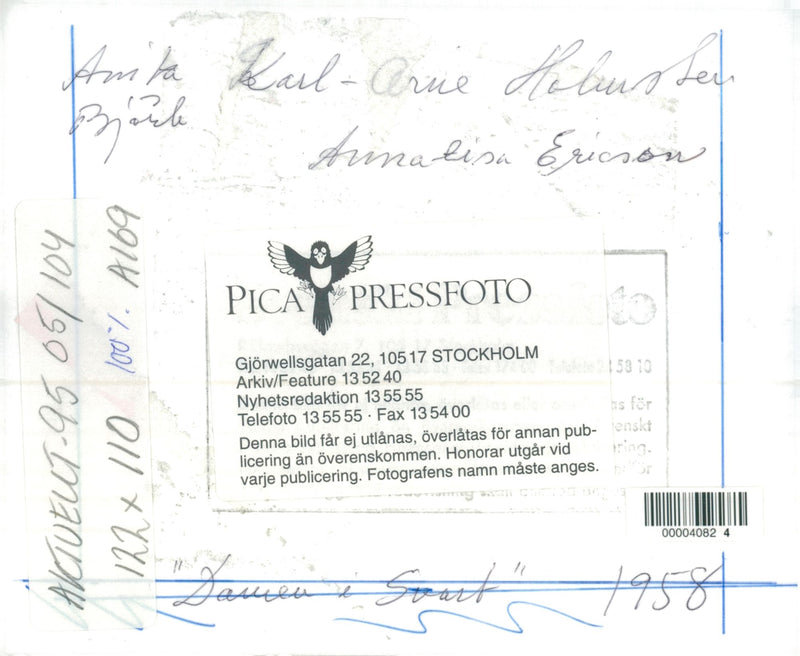 Anita Karl-Arne Holmsten
Björk
Annalisa Ericson
AKTUELLT-95 05/104
122 x 110 100% A169
PICA PRESSFOTO
Gjörwellsgatan 22, 105 17 STOCKHOLM
Arkiv/Feature 13 52 40
Nyhetsredaktion 13 55 55
Telefoto 13 55 55 · Fax 13 54 00
Denna bild får ej utlånas, överlåtas för annan pub-
licering än överenskommen. Honorar utgår vid
varje publicering. Fotografens namn måste anges.
58 10
för
00004082 4
"Damen i Svart" 1958